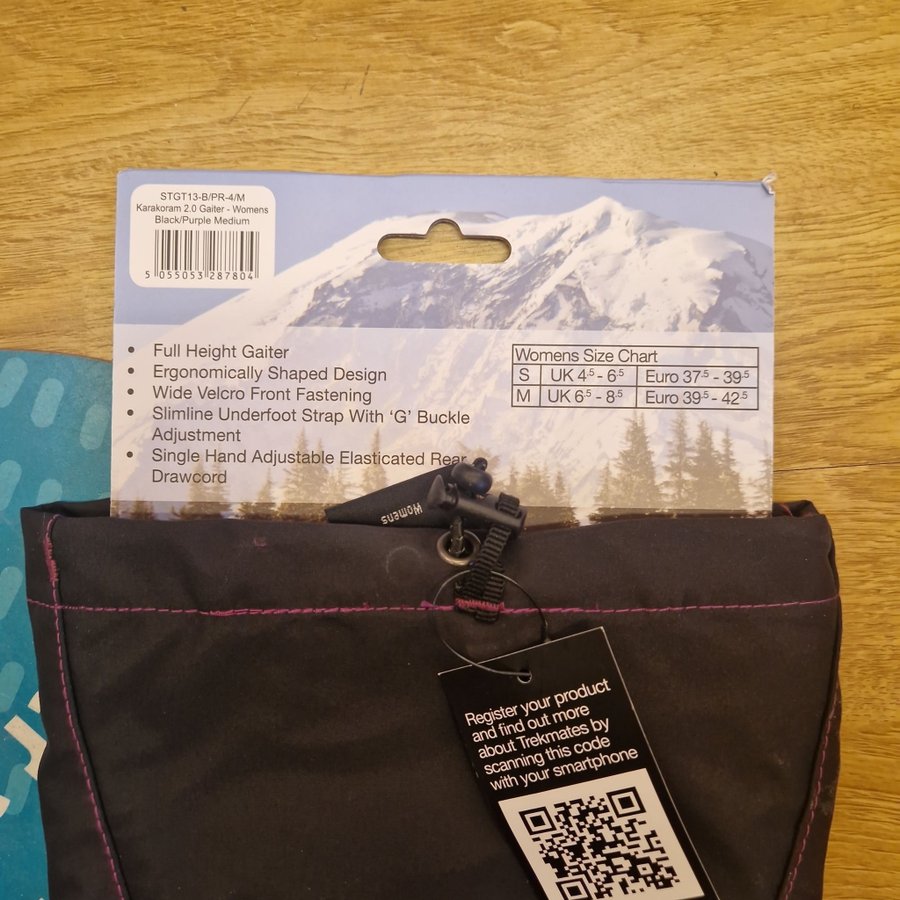 STGT13-B/PR-4/M
Karakoram 2.0 Gaiter - Womens
Black/Purple Medium
5 055053 287804
• Full Height Gaiter
• Ergonomically Shaped Design
• Wide Velcro Front Fastening
• Slimline Underfoot Strap With ‘G’ Buckle
Adjustment
• Single Hand Adjustable Elasticated Rear
Drawcord
Womens Size Chart
S UK 4.5 - 6.5 Euro 37.5 - 39.5
M UK 6.5 - 8.5 Euro 39.5 - 42.5
Womens
Register your product
and find out more
about Trekmates by
scanning this code
with your smartphone